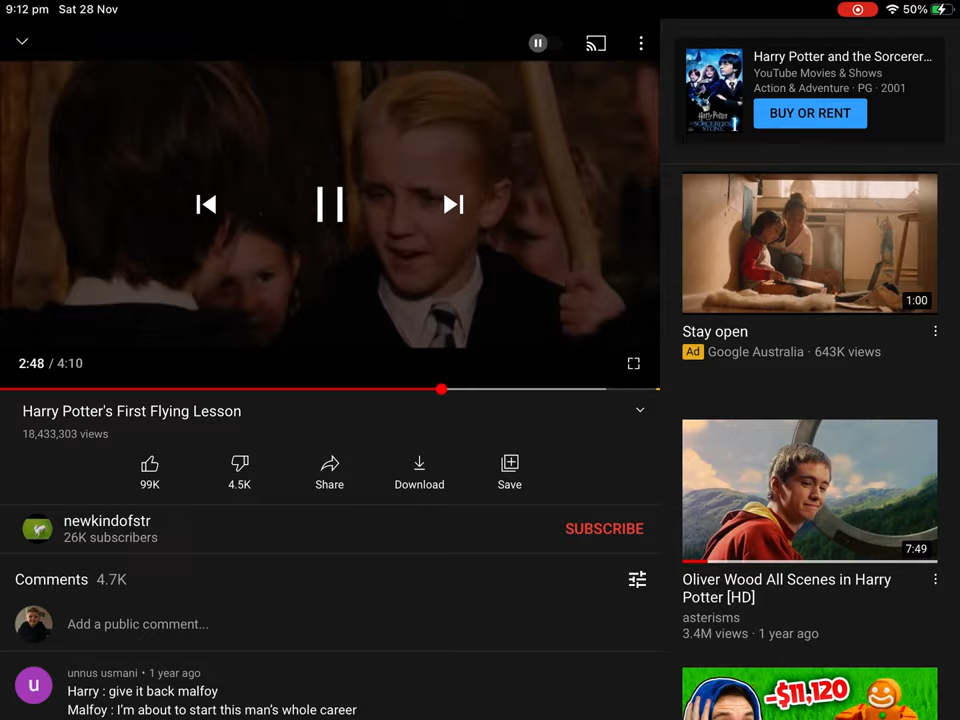 9:12 pm Sat 28 Nov
50%
2:48 / 4:10
Harry Potter's First Flying Lesson
18,433,303 views
99K
4.5K
Share
Download
Save
newkindofstr
26K subscribers
SUBSCRIBE
Comments 4.7K
Add a public comment...
u
unnus usmani • 1 year ago
Harry : give it back malfoy
Malfoy : I'm about to start this man's whole career
Harry Potter and the Sorcerer...
YouTube Movies & Shows
Action & Adventure · PG · 2001
BUY OR RENT
Harry Potter
1
1:00
Stay open
Ad Google Australia · 643K views
7:49
Oliver Wood All Scenes in Harry
Potter [HD]
asterisms
3.4M views · 1 year ago
-$11,120